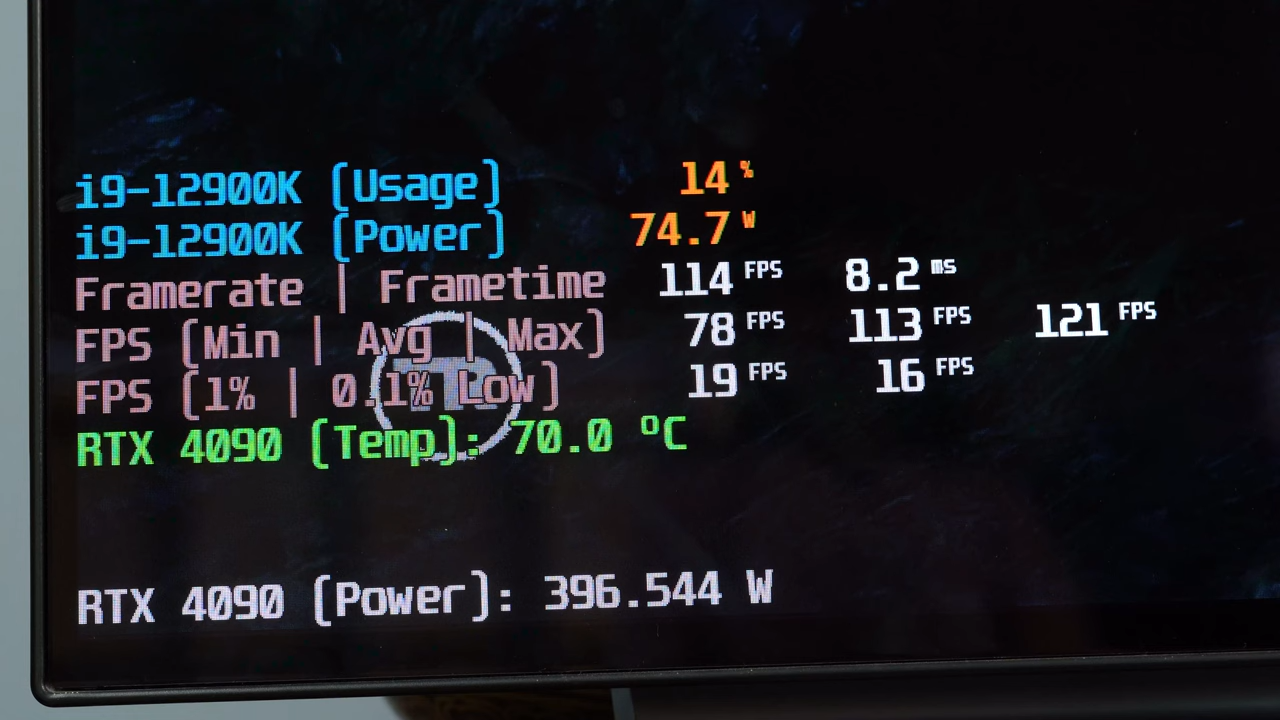 i9-12900K [Usage] 14 %
i9-12900K [Power] 74.7 W
Framerate | Frametime 114 FPS 8.2 ms
FPS [Min | Avg | Max] 78 FPS 113 FPS 121 FPS
FPS [1% | 0.1% Low] 19 FPS 16 FPS
RTX 4090 [Temp]: 70.0 ºC
RTX 4090 [Power]: 396.544 W